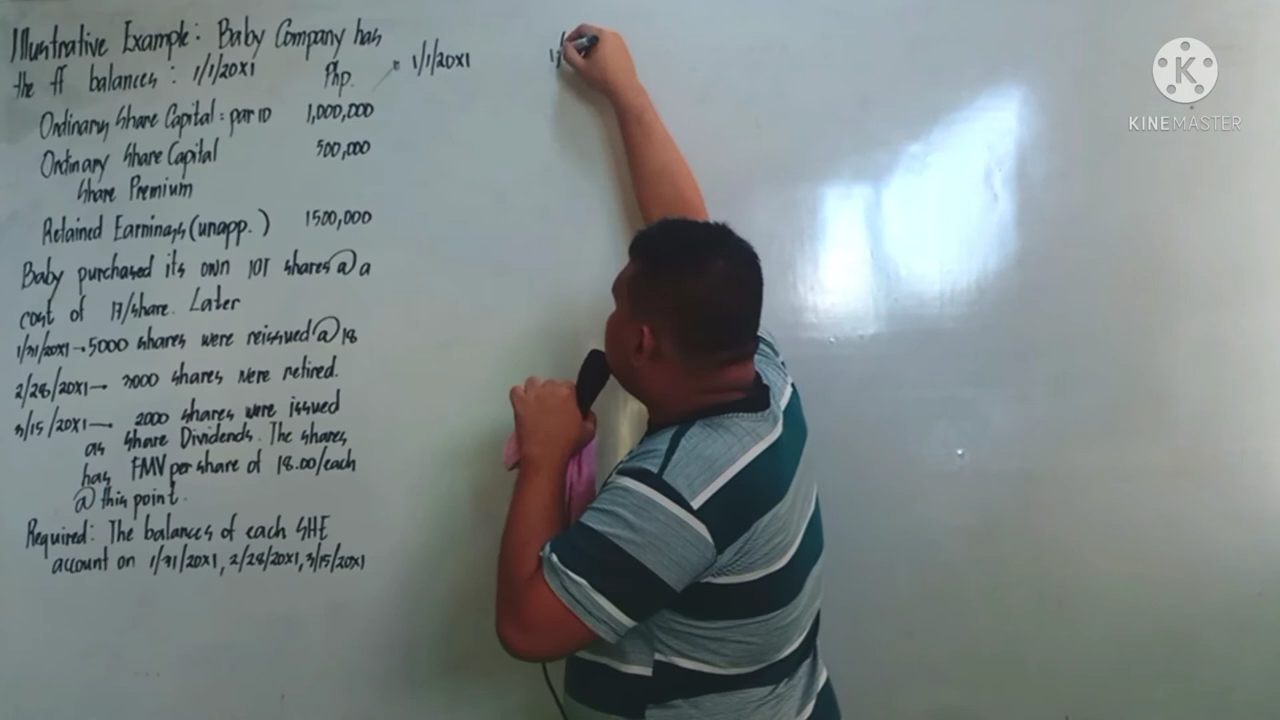 Illustrative Example: Baby Company has
the ff balances: 1/1/20X1 Php.
Ordinary Share Capital: par 10 1,000,000
Ordinary Share Capital 500,000
Share Premium
Retained Earnings (unapp.) 1500,000
Baby purchased its own 10T shares @ a
cost of 17/share. Later
1/31/20X1 → 5000 shares were reissued @ 18
2/28/20X1 → 3000 shares were retired.
3/15/20X1 → 2000 shares were issued
as share Dividends. The shares
has FMV per share of 18.00/each
@ this point.
Required: The balances of each SHE
account on 1/31/20X1, 2/28/20X1, 3/15/20X1
1/1/20X1
K
KINEMASTER